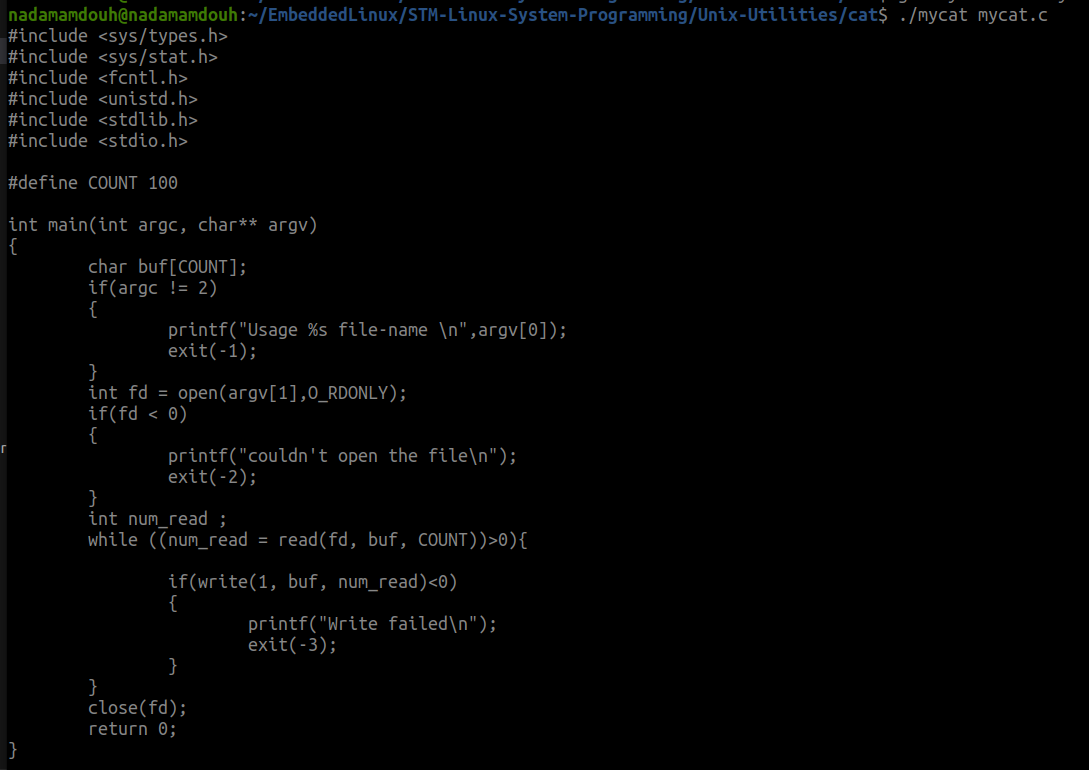 nadamamdouh@nadamamdouh:~/EmbeddedLinux/STM-Linux-System-Programming/Unix-Utilities/cat$ ./mycat mycat.c
#include <sys/types.h>
#include <sys/stat.h>
#include <fcntl.h>
#include <unistd.h>
#include <stdlib.h>
#include <stdio.h>

#define COUNT 100

int main(int argc, char** argv)
{
        char buf[COUNT];
        if(argc != 2)
        {
                printf("Usage %s file-name \n",argv[0]);
                exit(-1);
        }
        int fd = open(argv[1],O_RDONLY);
        if(fd < 0)
        {
                printf("couldn't open the file\n");
                exit(-2);
        }
        int num_read ;
        while ((num_read = read(fd, buf, COUNT))>0){

                if(write(1, buf, num_read)<0)
                {
                        printf("Write failed\n");
                        exit(-3);
                }
        }
        close(fd);
        return 0;
}